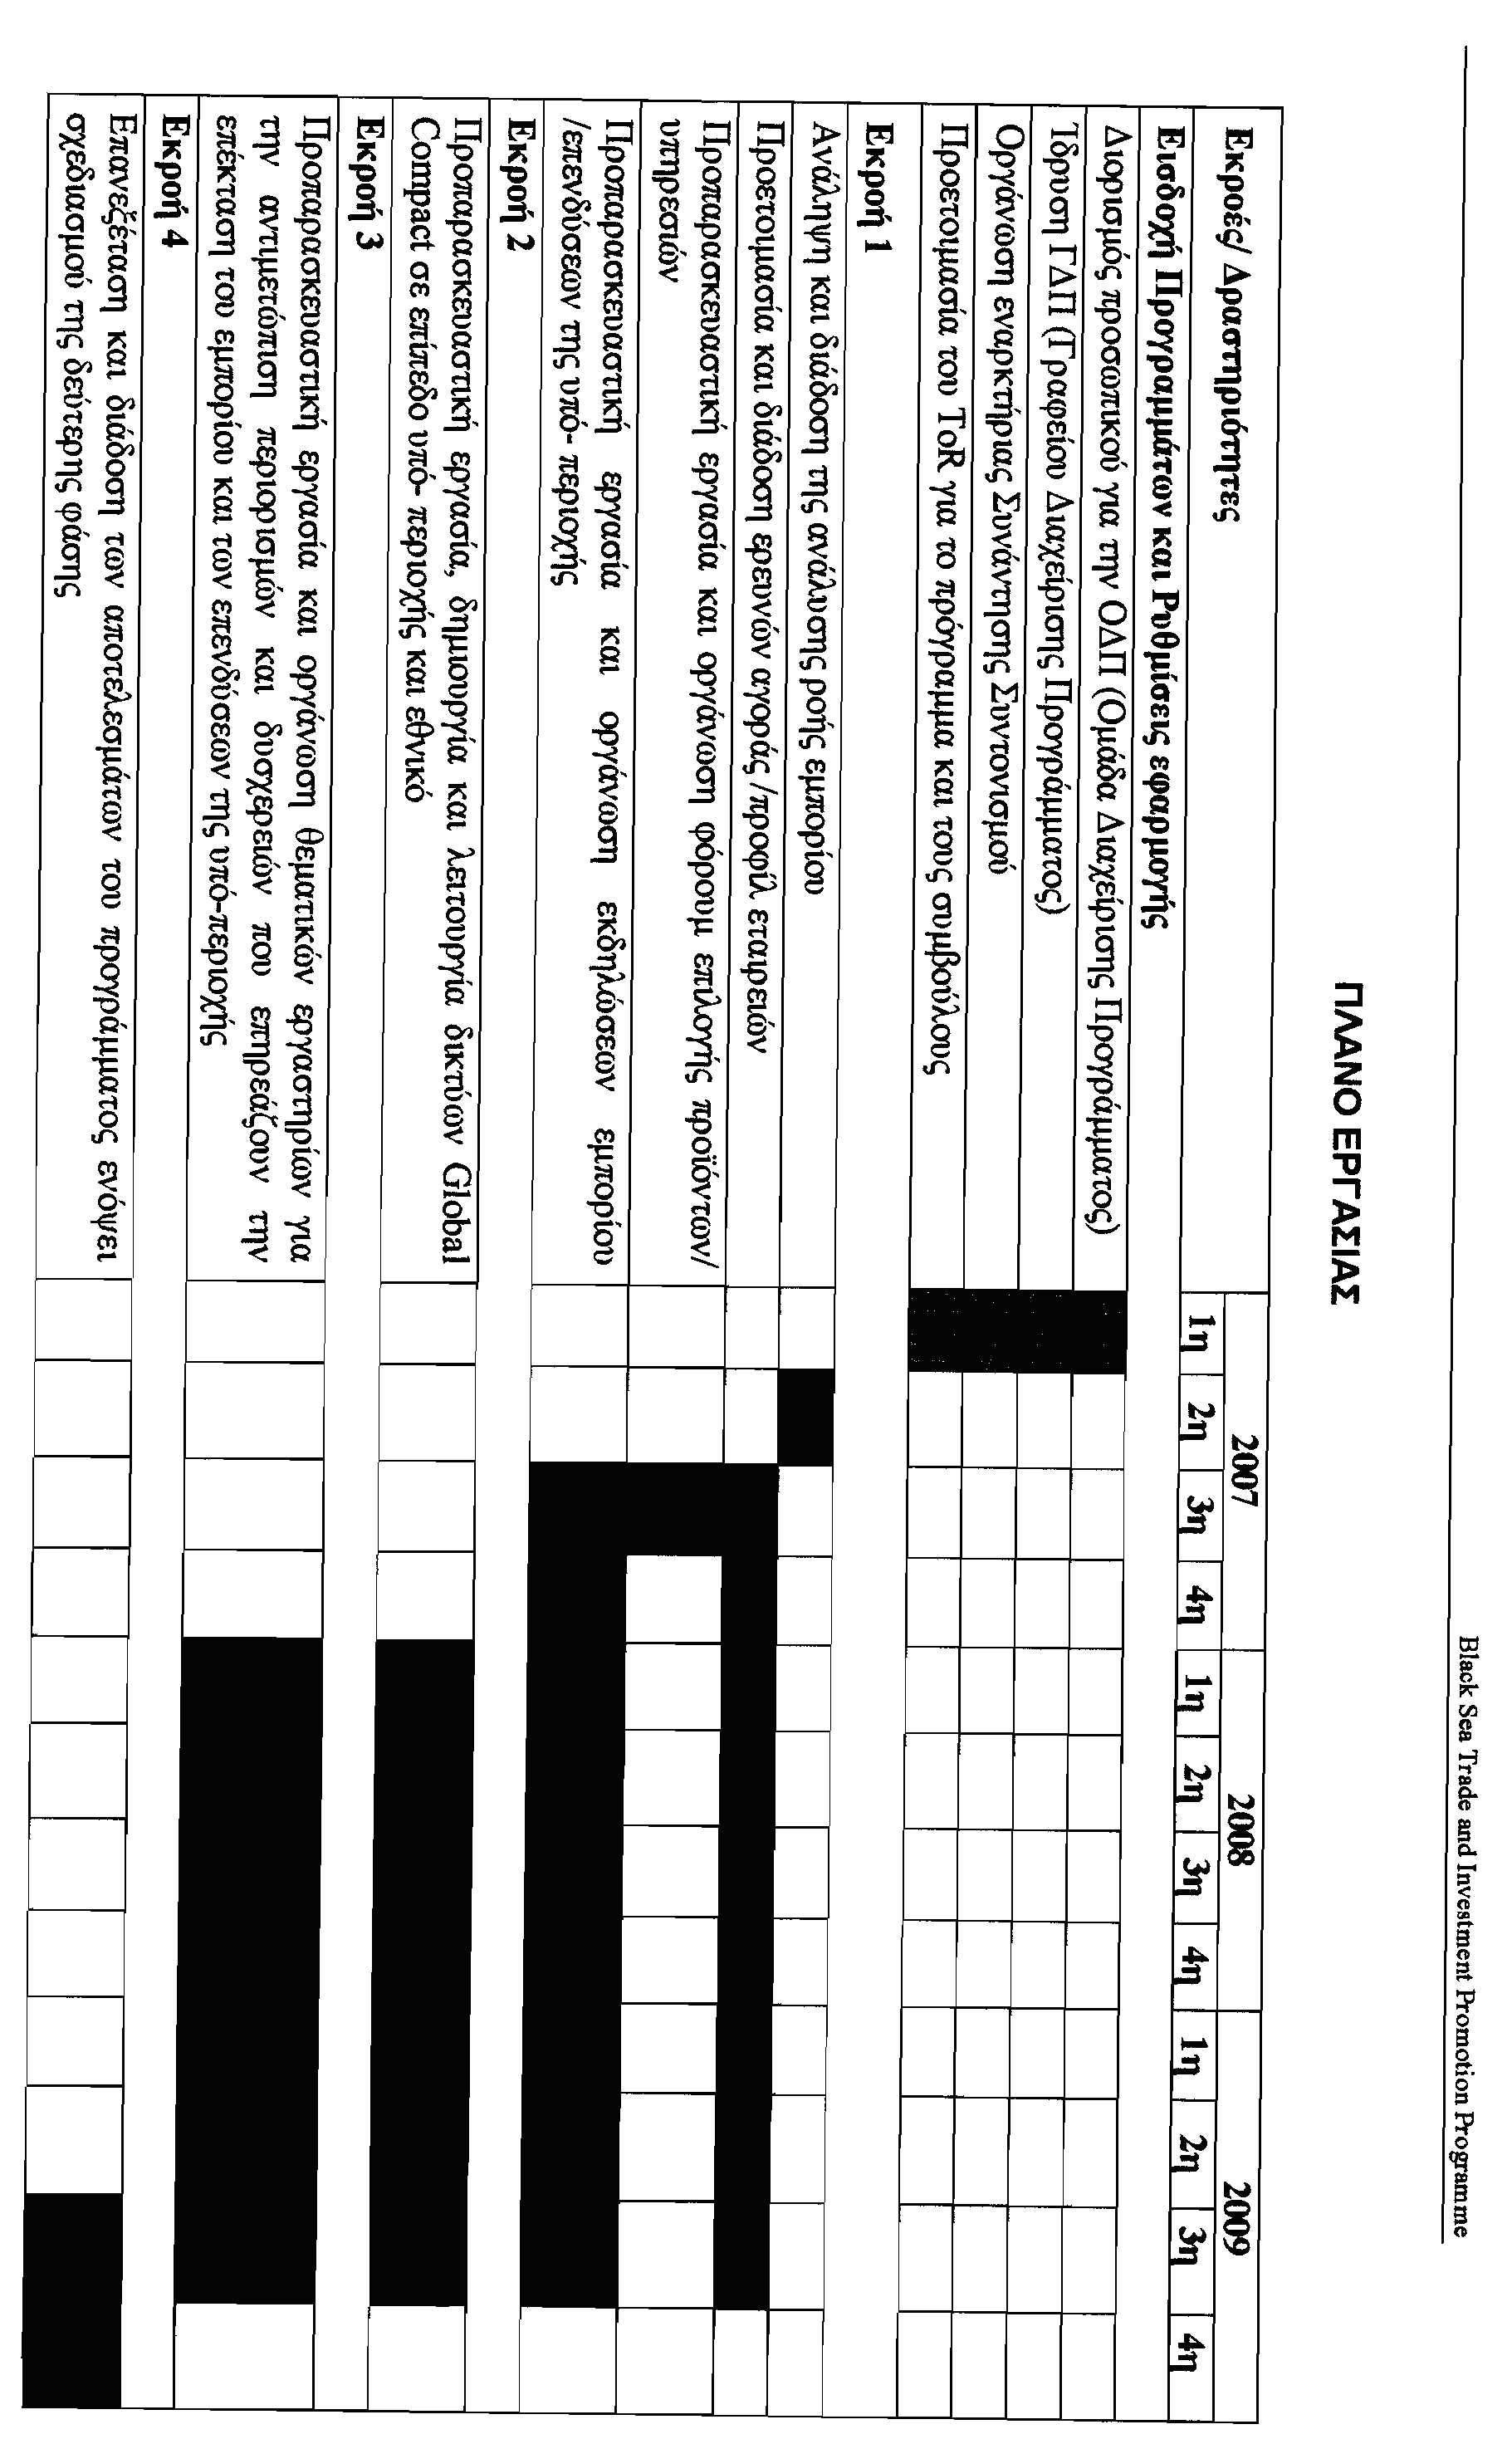 Black Sea Trade and Investment Promotion Programme
ΠΛΑΝΟ ΕΡΓΑΣΙΑΣ
Εκροές/ Δραστηριότητες
2007
2008
2009
1η
2η
3η
4η
1η
2η
3η
4η
1η
2η
3η
4η
Εισδοχή Προγραμμάτων και Ρυθμίσεις εφαρμογής
Διορισμός προσωπικού για την ΟΔΠ (Ομάδα Διαχείρισης Προγράμματος)
Ίδρυση ΓΔΠ (Γραφείου Διαχείρισης Προγράμματος)
Οργάνωση εναρκτήριας Συνάντησης Συντονισμού
Προετοιμασία του ToR για το πρόγραμμα και τους συμβούλους
Εκροή 1
Ανάληψη και διάδοση της ανάλυσης ροής εμπορίου
Προετοιμασία και διάδοση ερευνών αγοράς /προφίλ εταιρειών
Προπαρασκευαστική εργασία και οργάνωση φόρουμ επιλογής προϊόντων/
υπηρεσιών
Προπαρασκευαστική εργασία και οργάνωση εκδηλώσεων εμπορίου
/επενδύσεων της υπό- περιοχής
Εκροή 2
Προπαρασκευαστική εργασία, δημιουργία και λειτουργία δικτύων Global
Compact σε επίπεδο υπό- περιοχής και εθνικό
Εκροή 3
Προπαρασκευαστική εργασία και οργάνωση θεματικών εργαστηρίων για
την αντιμετώπιση περιορισμών και δυσχερειών που επηρεάζουν την
επέκταση του εμπορίου και των επενδύσεων της υπό-περιοχής
Εκροή 4
Επανεξέταση και διάδοση των αποτελεσμάτων του προγράμματος ενόψει
σχεδιασμού της δεύτερης φάσης